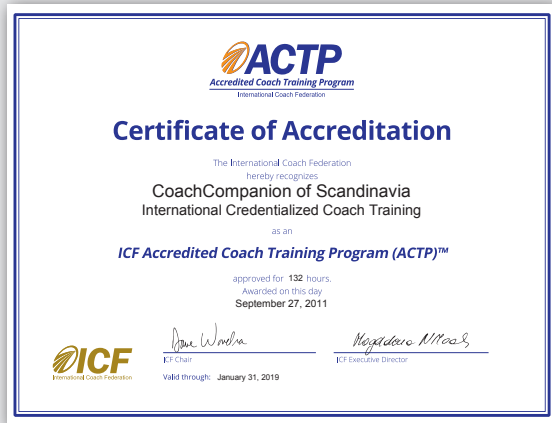 ACTP
Accredited Coach Training Program
International Coach Federation
Certificate of Accreditation
The International Coach Federation
hereby recognizes
CoachCompanion of Scandinavia
International Credentialized Coach Training
as an
ICF Accredited Coach Training Program (ACTP)™
approved for 132 hours.
Awarded on this day
September 27, 2011
ICF Chair
ICF Executive Director
ICF
International Coach Federation
Valid through: January 31, 2019